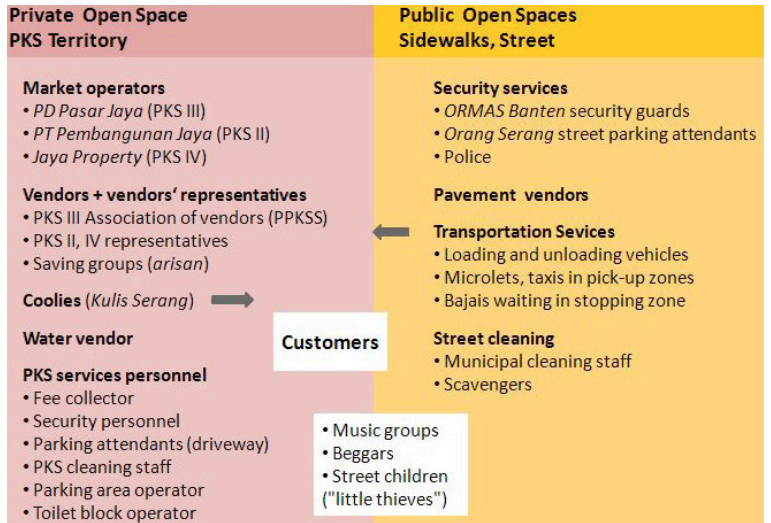 Private Open Space
PKS Territory
Market operators
• PD Pasar Jaya (PKS III)
• PT Pembangunan Jaya (PKS II)
• Jaya Property (PKS IV)
Vendors + vendors‘ representatives
• PKS III Association of vendors (PPKSS)
• PKS II, IV representatives
• Saving groups (arisan)
Coolies (Kulis Serang)
Water vendor
PKS services personnel
• Fee collector
• Security personnel
• Parking attendants (driveway)
• PKS cleaning staff
• Parking area operator
• Toilet block operator
Customers
• Music groups
• Beggars
• Street children
("little thieves")
Public Open Spaces
Sidewalks, Street
Security services
• ORMAS Banten security guards
• Orang Serang street parking attendants
• Police
Pavement vendors
Transportation Sevices
• Loading and unloading vehicles
• Microlets, taxis in pick-up zones
• Bajais waiting in stopping zone
Street cleaning
• Municipal cleaning staff
• Scavengers